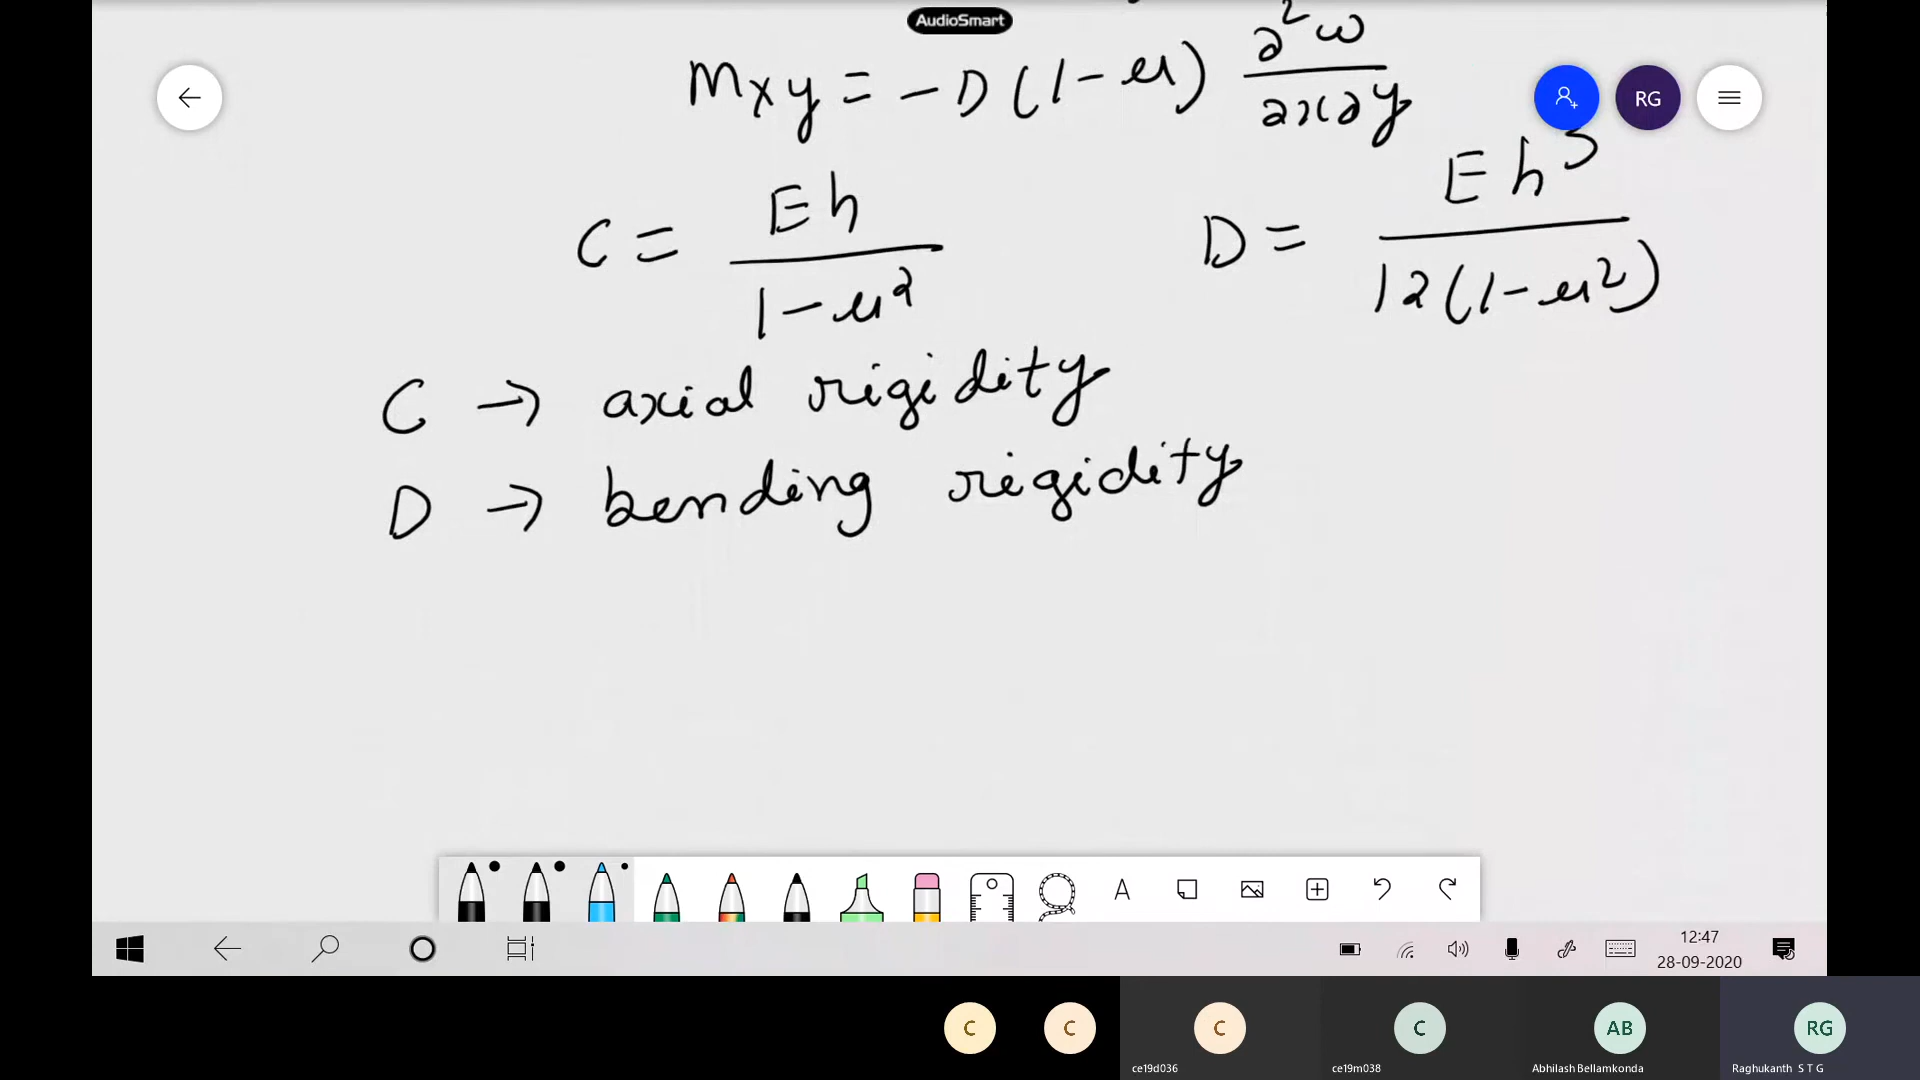 AudioSmart
Mxy = -D(1-μ) ∂²w/∂x∂y
RG
C = Eh/1-μ²
D = Eh³/12(1-μ²)
C → axial rigidity
D → bending rigidity
A
12:47
28-09-2020
C
C
C
C
AB
RG
ce19d036
ce19m038
Abhilash Bellamkonda
Raghukanth S T G